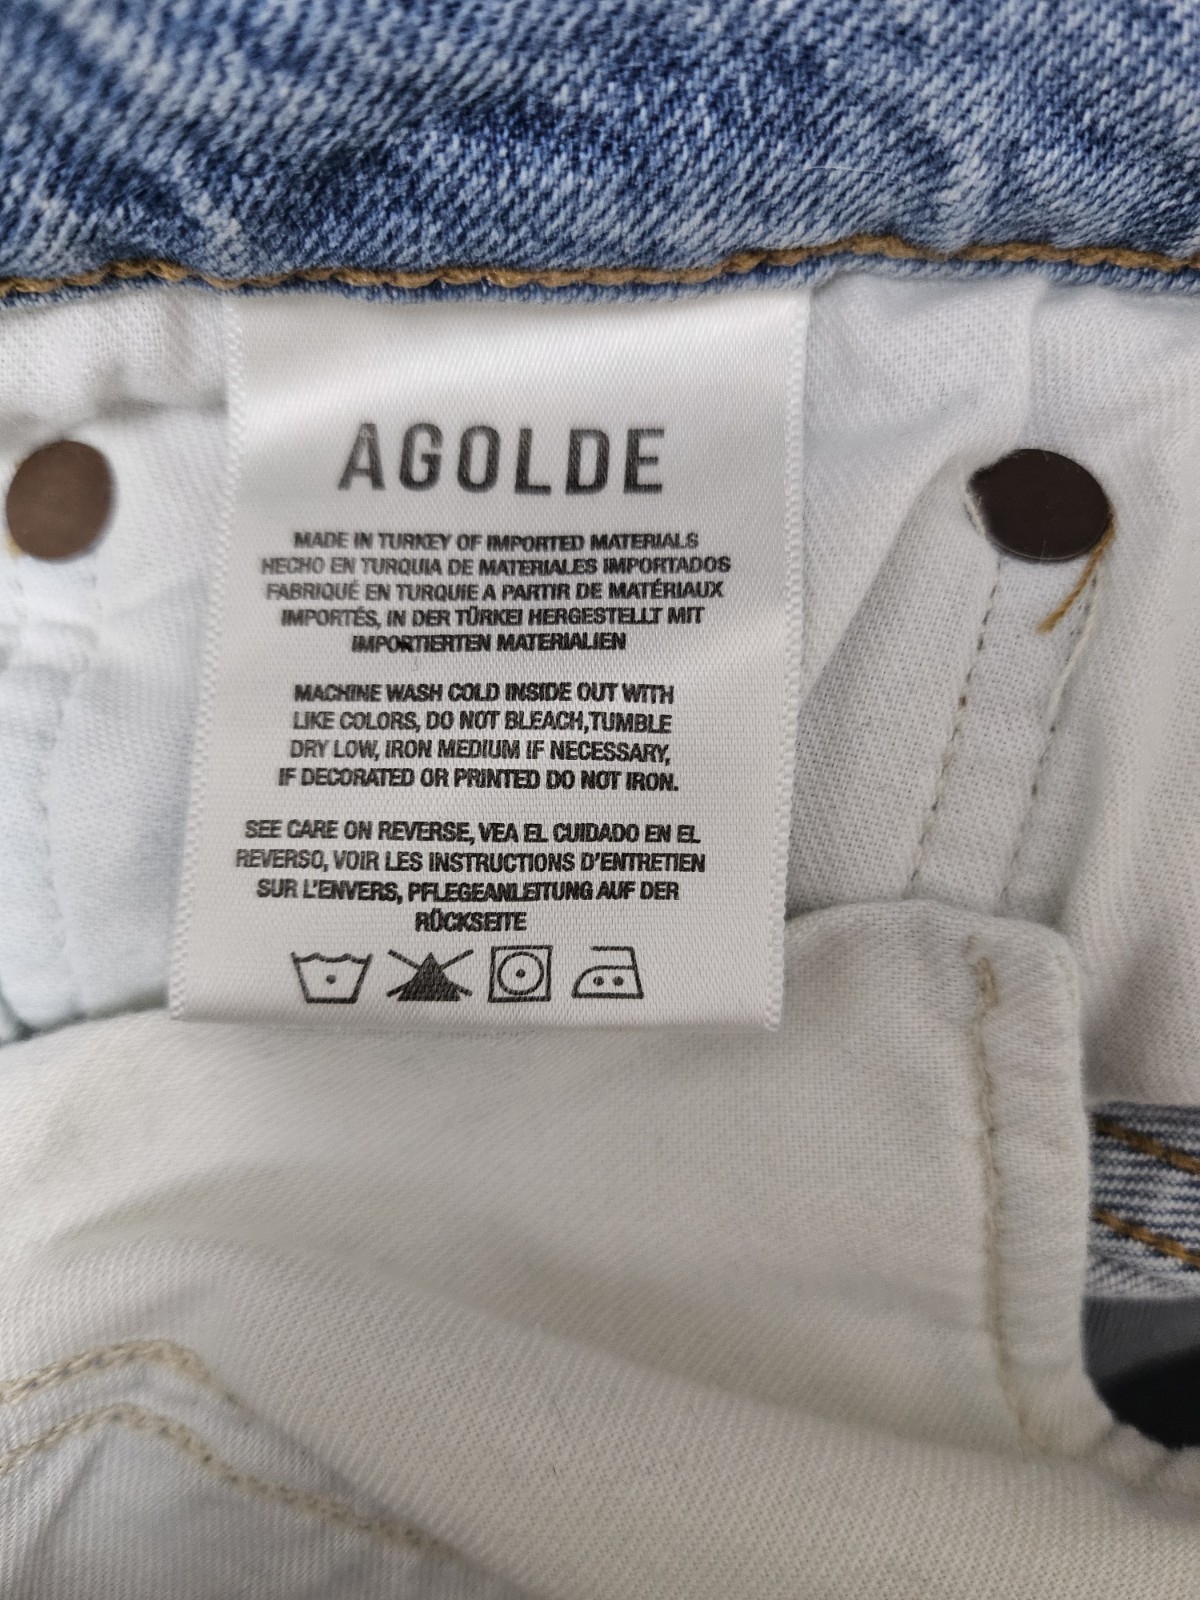 AGOLDE
MADE IN TURKEY OF IMPORTED MATERIALS
HECHO EN TURQUIA DE MATERIALES IMPORTADOS
FABRIQUÉ EN TURQUIE A PARTIR DE MATÉRIAUX
IMPORTÉS, IN DER TÜRKEI HERGESTELLT MIT
IMPORTIERTEN MATERIALIEN
MACHINE WASH COLD INSIDE OUT WITH
LIKE COLORS, DO NOT BLEACH,TUMBLE
DRY LOW, IRON MEDIUM IF NECESSARY,
IF DECORATED OR PRINTED DO NOT IRON.
SEE CARE ON REVERSE, VEA EL CUIDADO EN EL
REVERSO, VOIR LES INSTRUCTIONS D'ENTRETIEN
SUR L'ENVERS, PFLEGEANLEITUNG AUF DER
RÜCKSEITE